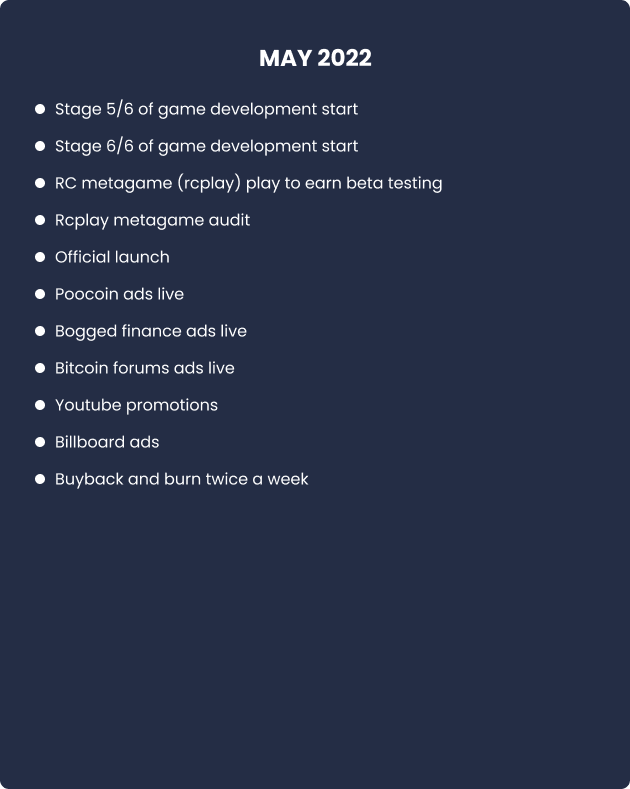 MAY 2022
Stage 5/6 of game development start
Stage 6/6 of game development start
RC metagame (rcplay) play to earn beta testing
Rcplay metagame audit
Official launch
Poocoin ads live
Bogged finance ads live
Bitcoin forums ads live
Youtube promotions
Billboard ads
Buyback and burn twice a week